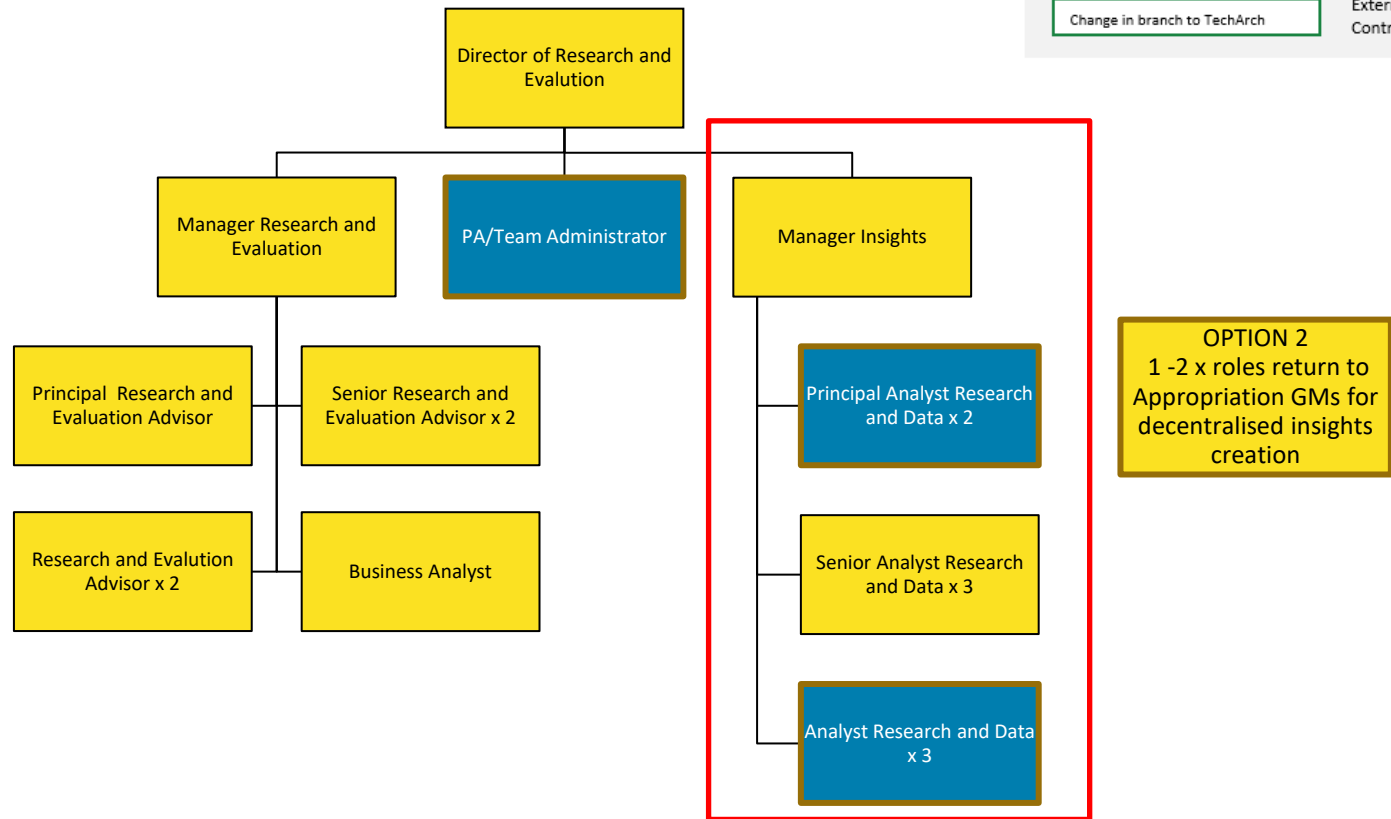 Change in branch to TechArch
Director of Research and
Evalution
Manager Research and
Evaluation
PA/Team Administrator
Manager Insights
Principal Research and
Evaluation Advisor
Senior Research and
Evaluation Advisor x 2
Principal Analyst Research
and Data x 2
OPTION 2
1 -2 x roles return to
Appropriation GMs for
decentralised insights
creation
Research and Evalution
Advisor x 2
Business Analyst
Senior Analyst Research
and Data x 3
Analyst Research and Data
x 3